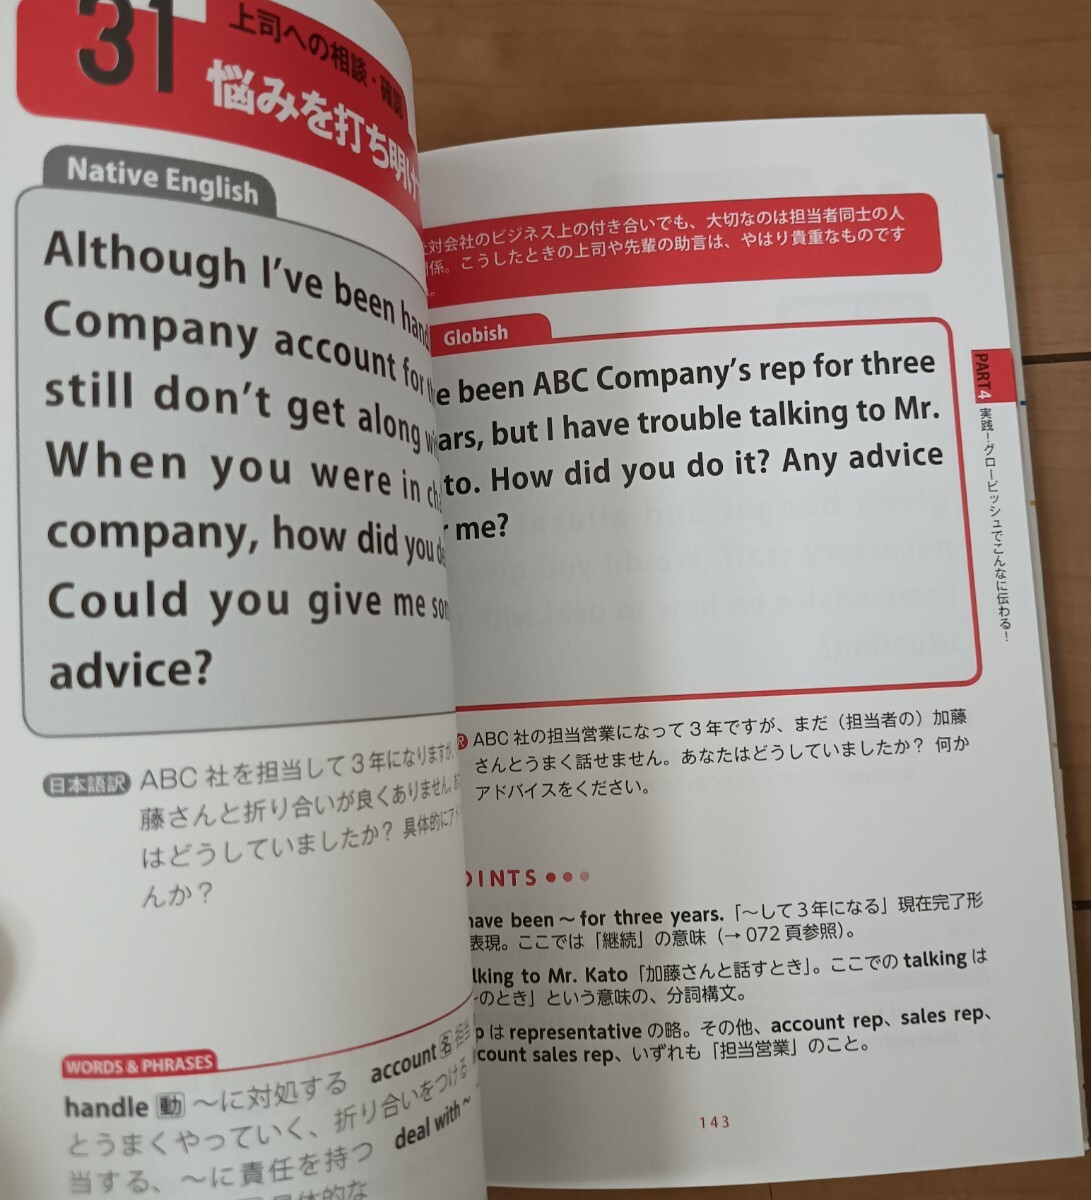 31
上司への相談・確認
悩みを打ち明け
Native English
Although I've been
Company account for
still don't get along
When you were in
company, how did you
Could you give me
advice?
日本語訳 ABC 社を担当して3年になりますが、
藤さんと折り合いが良くありません。
はどうしていましたか? 具体的に
んか?
WORDS & PHRASES
handle 動 〜に対処する account 名 担当
とうまくやっていく、折り合いをつける
当する、〜に責任を持つ deal with〜
具体的な
対会社のビジネス上の付き合いでも、大切なのは担当者同士の人
係。こうしたときの上司や先輩の助言は、やはり貴重なものです
Globish
e been ABC Company's rep for three
ars, but I have trouble talking to Mr.
to. How did you do it? Any advice
me?
訳 ABC 社の担当営業になって3年ですが、まだ(担当者の)加藤
さんとうまく話せません。あなたはどうしていましたか? 何か
アドバイスをください。
OINTS
have been 〜 for three years.「〜して3年になる」現在完了形
表現。ここでは「継続」の意味(→072頁参照)。
lking to Mr. Kato「加藤さんと話すとき」。ここでの talking は
〜のとき」という意味の、分詞構文。
p は representative の略。その他、account rep、sales rep、
count sales rep、いずれも「担当営業」のこと。
143
PART4 実践!グロービッシュでこんなに伝わる!